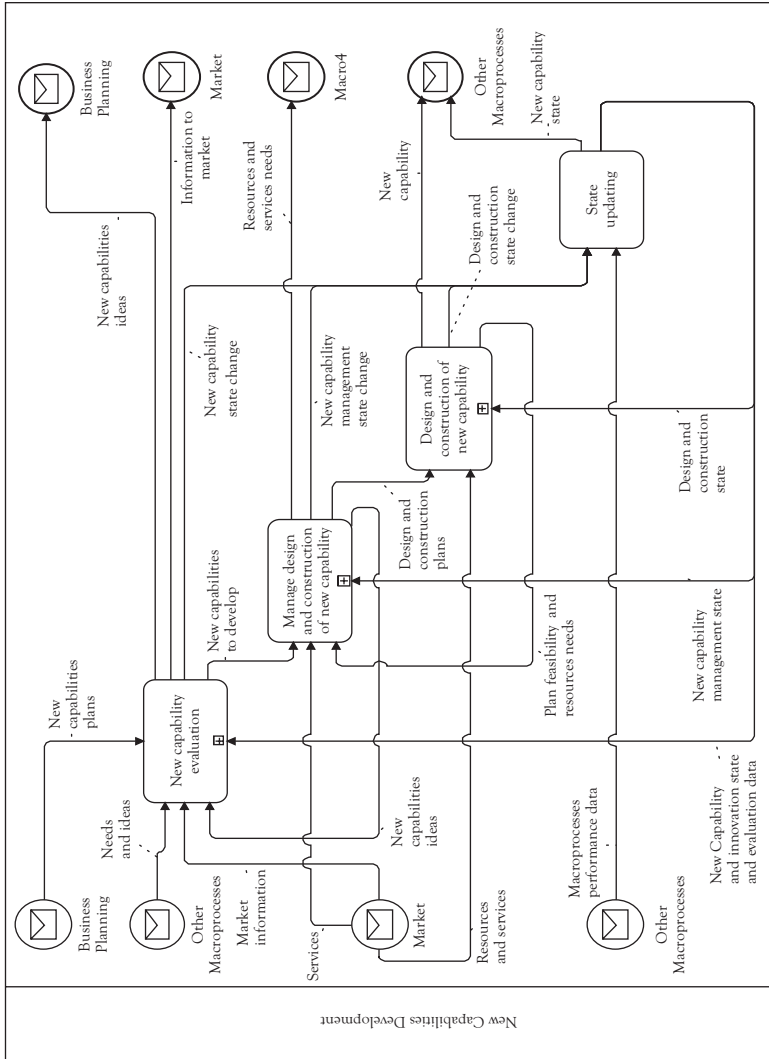 New Capabilities Development
Business
Planning
Other
Macroprocesses
Market
Other
Macroprocesses
New
capabilities
plans
Needs
and ideas
Market
information
Services
Resources
and services
Macroprocesses
performance data
New Capability
and innovation state
and evaluation data
New capability
evaluation
New capabilities
to develop
New capabilities
ideas
Manage design
and construction
of new capability
Plan feasibility and
resources needs
New capability
management state
Design and
construction
plans
Design and
construction of
new capability
Design and
construction
state
New capabilities
ideas
New capability
state change
New capability
management
state change
Design and
construction
state change
State
updating
Information to
market
Resources and
services needs
New
capability
New capability
state
Business
Planning
Market
Macro4
Other
Macroprocesses